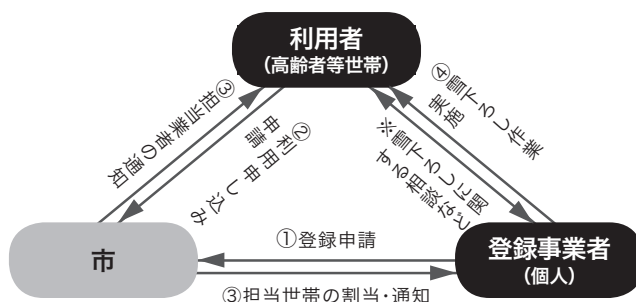 利用者
（高齢者等世帯）
③担当業者の通知
②利用申し込み
申請
④雪下ろし作業
実施
※雪下ろしに関
する相談など
市
①登録申請
③担当世帯の割当・通知
登録事業者
（個人）